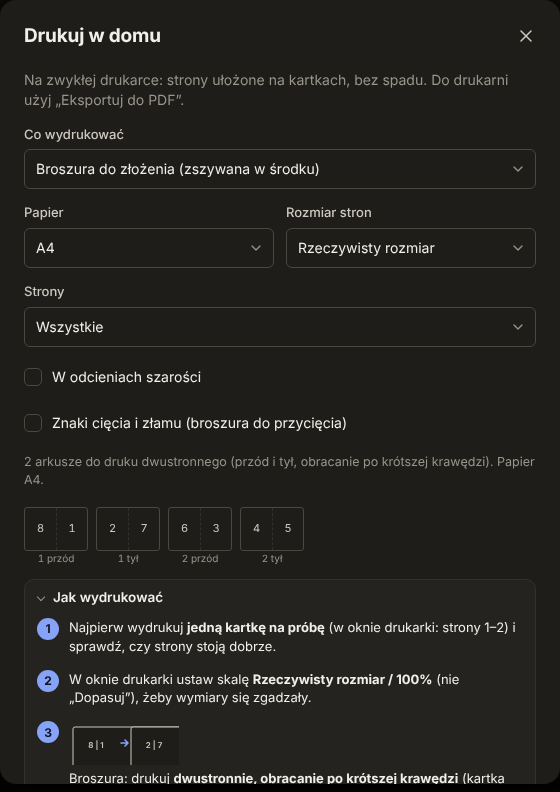 Drukuj w domu
Na zwykłej drukarce: strony ułożone na kartkach, bez spadu. Do drukarni
użyj „Eksportuj do PDF”.
Co wydrukować
Broszura do złożenia (zszywana w środku)
Papier
Rozmiar stron
A4
Rzeczywisty rozmiar
Strony
Wszystkie
W odcieniach szarości
Znaki cięcia i złamu (broszura do przycięcia)
2 arkusze do druku dwustronnego (przód i tył, obracanie po krótszej krawędzi). Papier
A4.
8 1 2 7 6 3 4 5
1 przód 1 tył 2 przód 2 tył
Jak wydrukować
1 Najpierw wydrukuj jedną kartkę na próbę (w oknie drukarki: strony 1–2) i
sprawdź, czy strony stoją dobrze.
2 W oknie drukarki ustaw skalę Rzeczywisty rozmiar / 100% (nie
„Dopasuj”), żeby wymiary się zgadzały.
3
8 | 1 → 2 | 7
Broszura: drukuj dwustronnie, obracanie po krótszej krawędzi (kartka